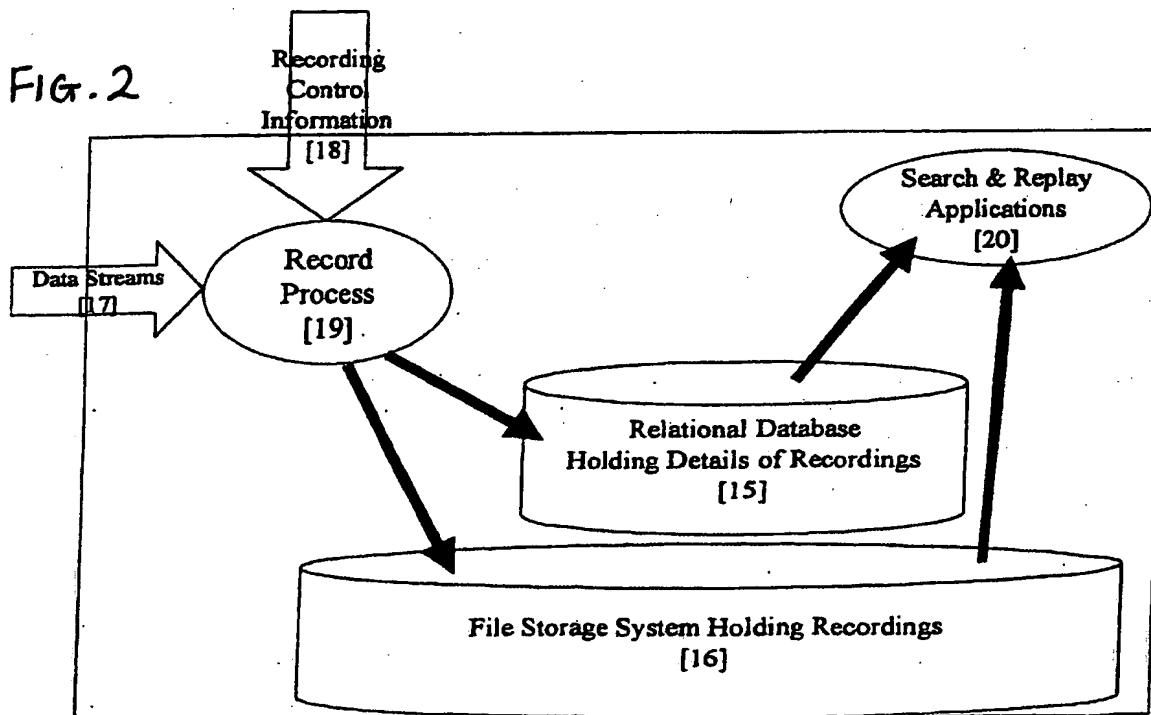 FIG. 2
Recording
Control
Information
[18]
Search & Replay
Applications
[20]
Data Streams
[17]
Record
Process
[19]
Relational Database
Holding Details of Recordings
[15]
File Storage System Holding Recordings
[16]